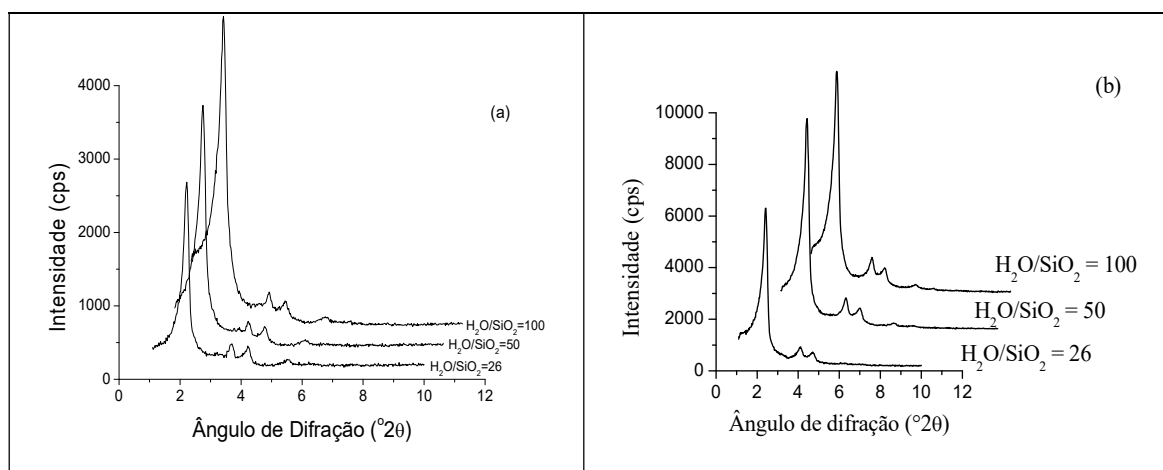 (a)
4000
3000
2000
1000
0
Intensidade (cps)
H₂O/SiO₂=100
H₂O/SiO₂=50
H₂O/SiO₂=26
0 2 4 6 8 10 12
Ângulo de Difração (°2θ)
(b)
10000
8000
6000
4000
2000
0
Intensidade (cps)
H₂O/SiO₂ = 100
H₂O/SiO₂ = 50
H₂O/SiO₂ = 26
0 2 4 6 8 10 12
Ângulo de difração (°2θ)